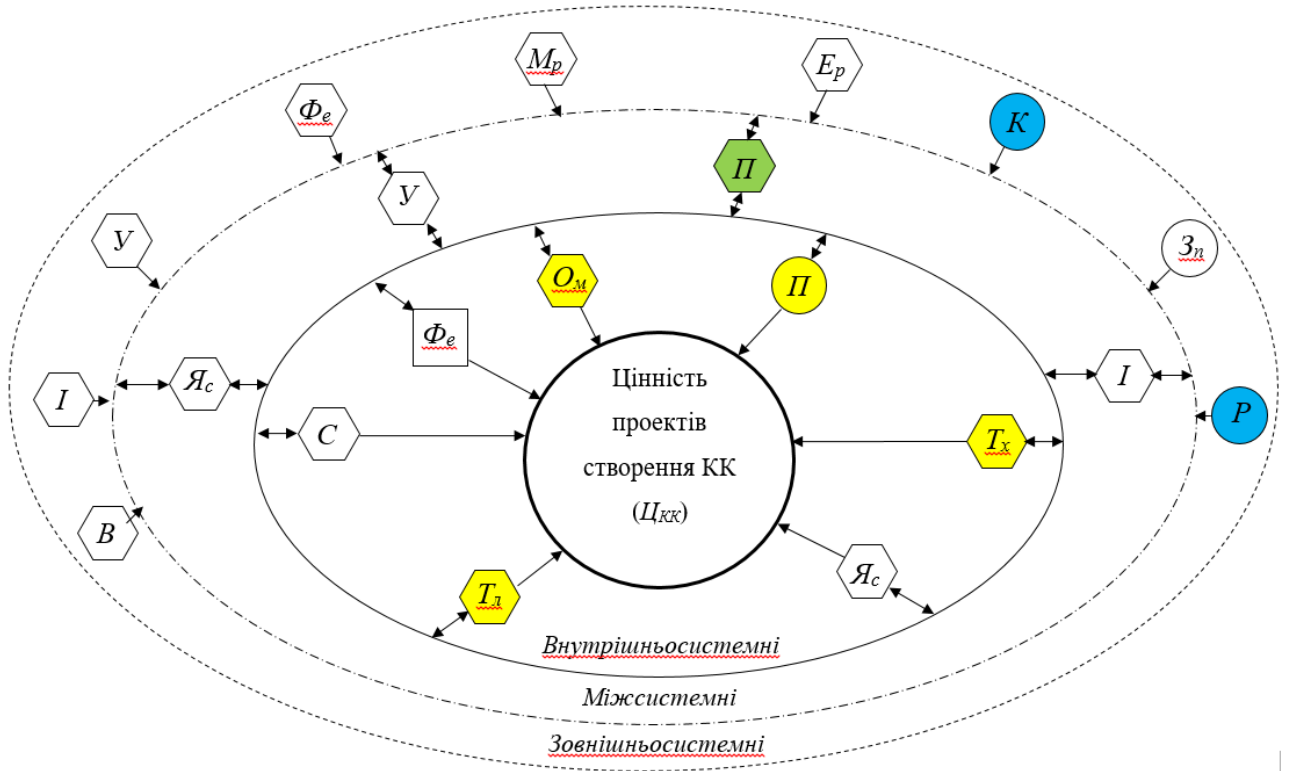 Мр
Ер
Фе
К
П
У
У
Зп
Ом
П
Фе
Цінність
проектів
створення КК
(ЦКК)
Яс
І
І
Р
С
Тх
В
Яс
Тл
Внутрішньосистемні
Міжсистемні
Зовнішньосистемні